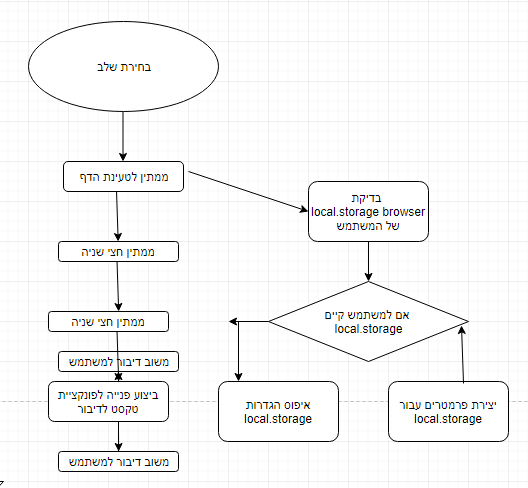 בחירת שלב
ממתין לטעינת הדף
בדיקת
local.storage browser
של המשתמש
ממתין חצי שניה
אם למשתמש קיים
local.storage
ממתין חצי שניה
משוב דיבור למשתמש
ביצוע פנייה לפונקציית
טקסט לדיבור
איפוס הגדרות
local.storage
יצירת פרמטרים עבור
local.storage
משוב דיבור למשתמש